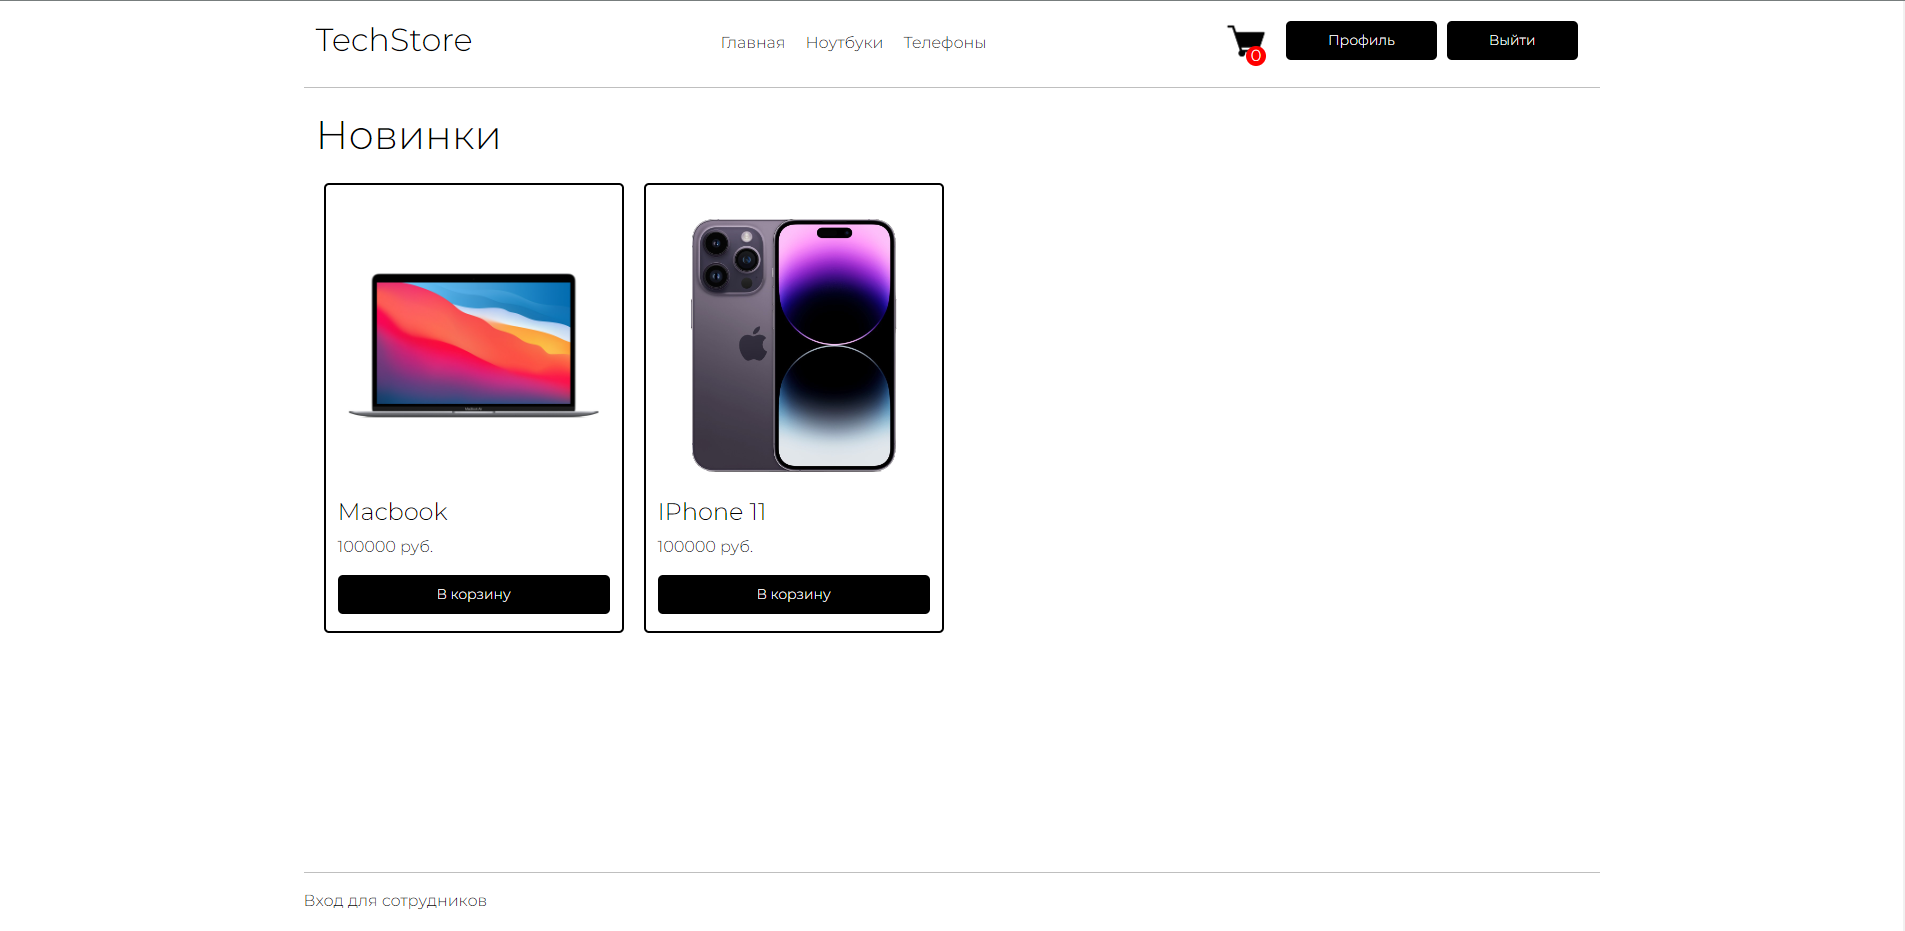 TechStore
Главная Ноутбуки Телефоны
0
Профиль
Выйти
Новинки
Macbook
100000 руб.
В корзину
IPhone 11
100000 руб.
В корзину
Вход для сотрудников